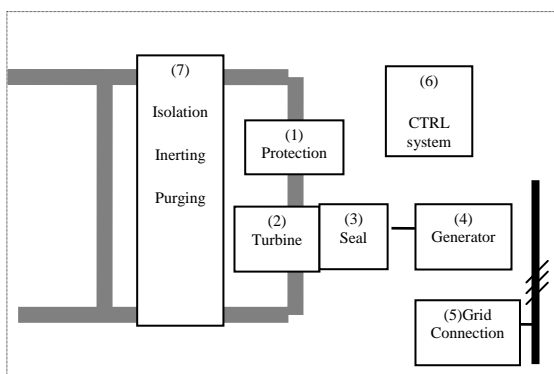 (7)
Isolation
Inerting
Purging
(6)
CTRL
system
(1)
Protection
(2)
Turbine
(3)
Seal
(4)
Generator
(5)Grid
Connection